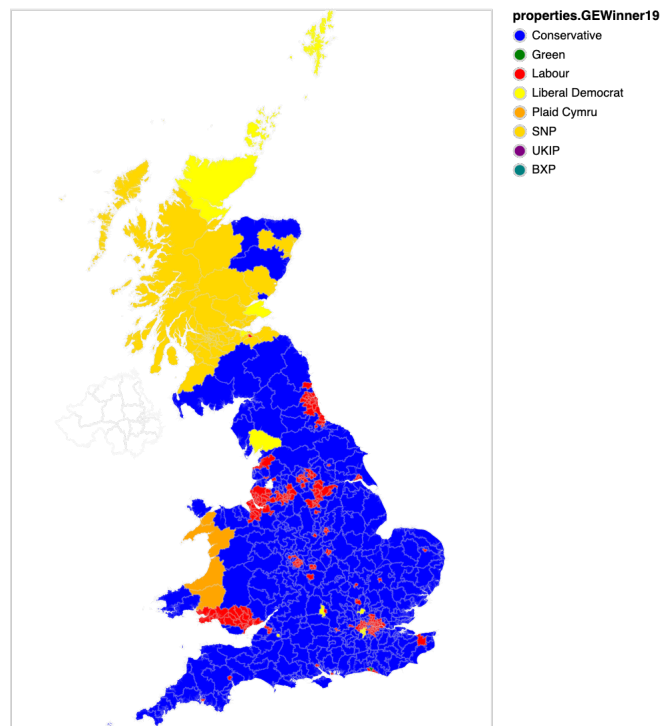 properties.GEWinner19
Conservative
Green
Labour
Liberal Democrat
Plaid Cymru
SNP
UKIP
BXP